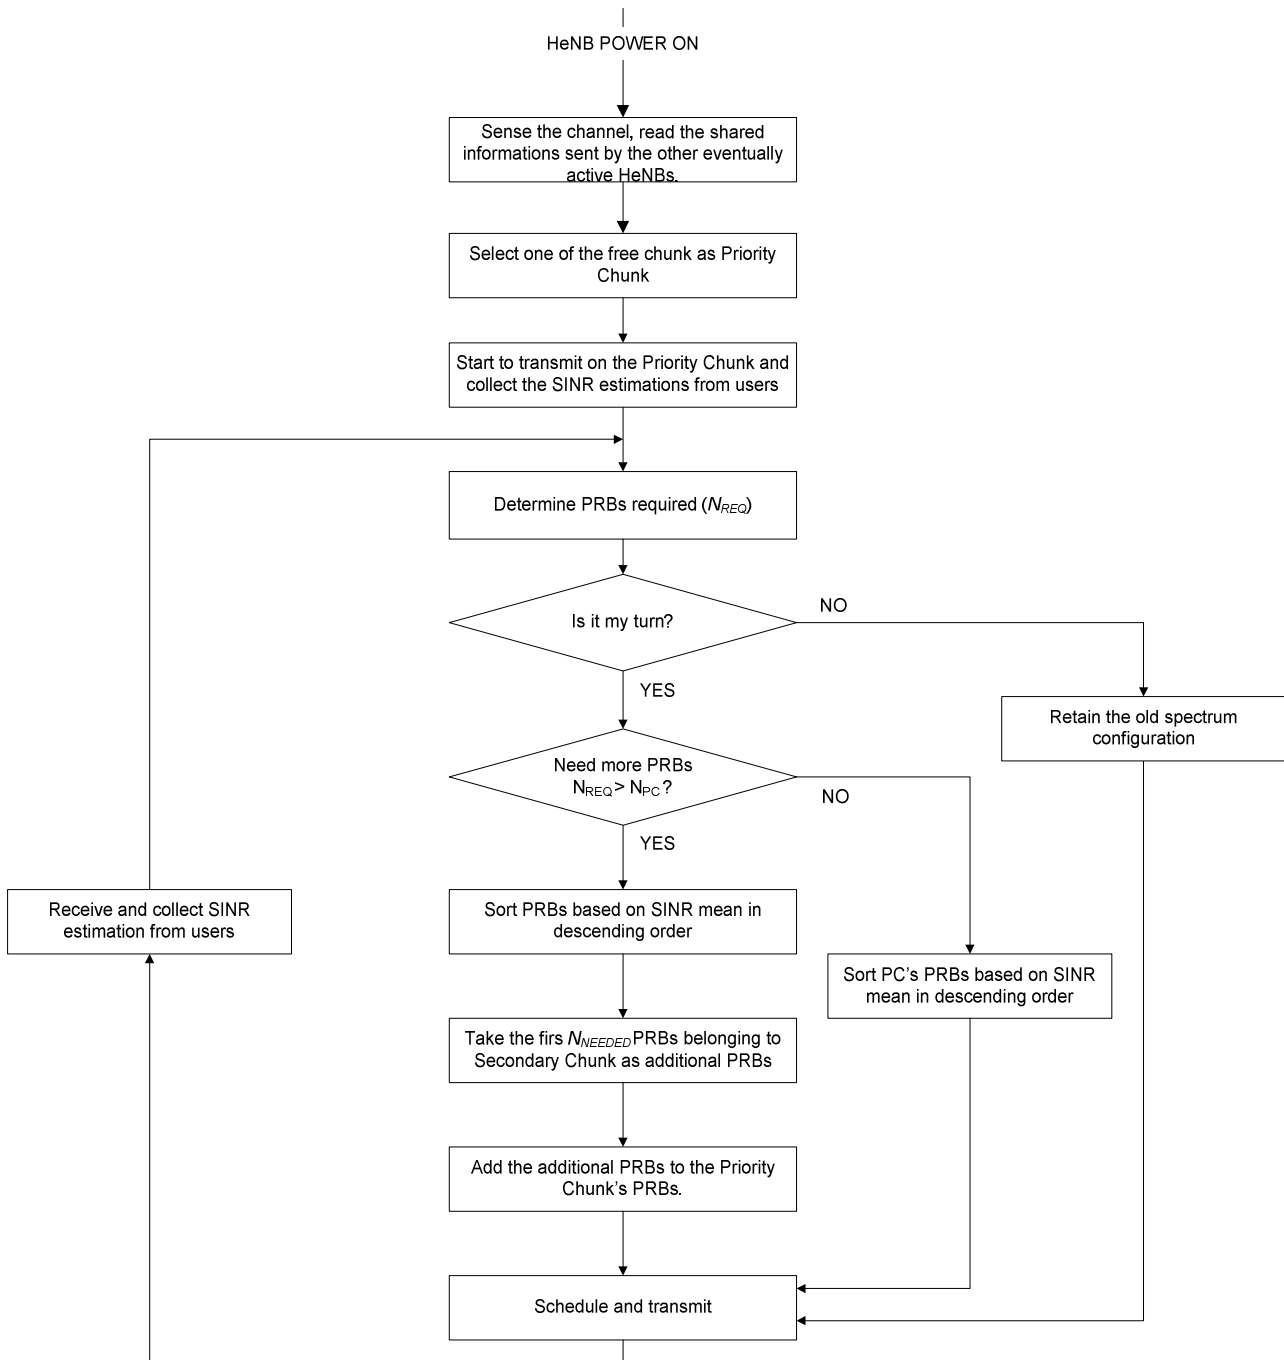 HeNB POWER ON
Sense the channel, read the shared
informations sent by the other eventually
active HeNBs.
Select one of the free chunk as Priority
Chunk
Start to transmit on the Priority Chunk and
collect the SINR estimations from users
Determine PRBs required (NREQ)
Is it my turn?
NO
YES
Retain the old spectrum
configuration
Need more PRBs
NREQ > NPC ?
NO
YES
Receive and collect SINR
estimation from users
Sort PRBs based on SINR mean in
descending order
Sort PC's PRBs based on SINR
mean in descending order
Take the firs NNEEDED PRBs belonging to
Secondary Chunk as additional PRBs
Add the additional PRBs to the Priority
Chunk's PRBs.
Schedule and transmit